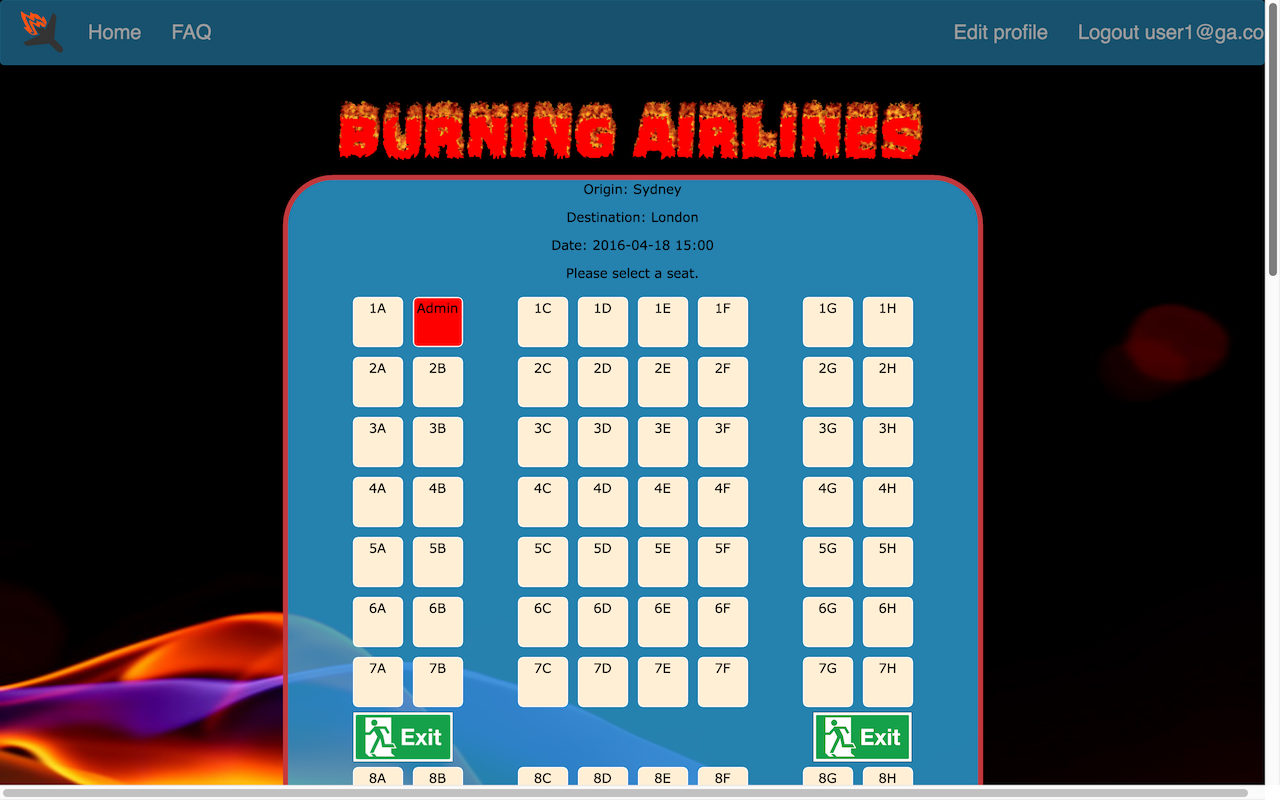 Home FAQ Edit profile Logout user1@ga.co
BURNING AIRLINES
Origin: Sydney
Destination: London
Date: 2016-04-18 15:00
Please select a seat.
1A Admin 1C 1D 1E 1F 1G 1H
2A 2B 2C 2D 2E 2F 2G 2H
3A 3B 3C 3D 3E 3F 3G 3H
4A 4B 4C 4D 4E 4F 4G 4H
5A 5B 5C 5D 5E 5F 5G 5H
6A 6B 6C 6D 6E 6F 6G 6H
7A 7B 7C 7D 7E 7F 7G 7H
Exit Exit
8A 8B 8C 8D 8E 8F 8G 8H